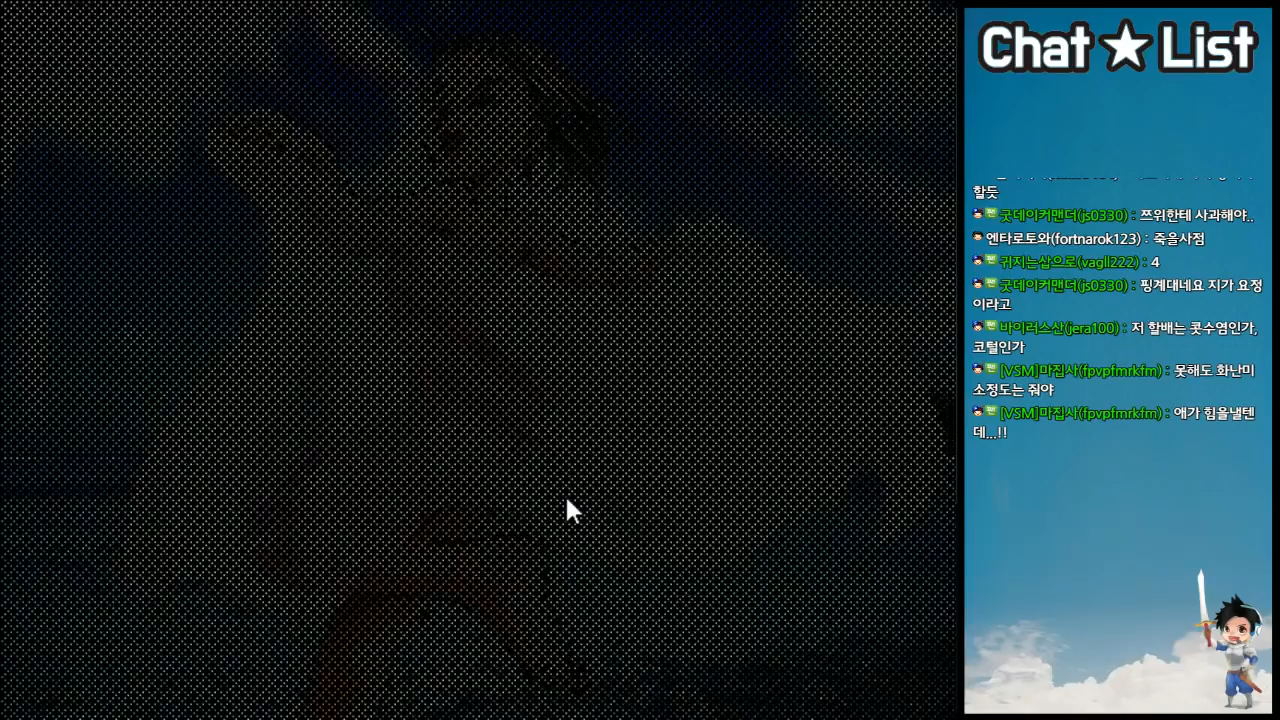 Chat ★ List
할듯
굿데이커맨더(js0330) : 쯔위한테 사과해야..
엔타로토와(fortnarok123) : 죽을사점
귀지는삽으로(vagll222) : 4
굿데이커맨더(js0330) : 핑계대네요 지가 요정
이라고
바이러스산(jera100) : 저 할배는 콧수염인가,
코털인가
[VSM]마집사(fpvpfmrkfm) : 못해도 화난미
소정도는 줘야
[VSM]마집사(fpvpfmrkfm) : 애가 힘을낼텐
데...!!